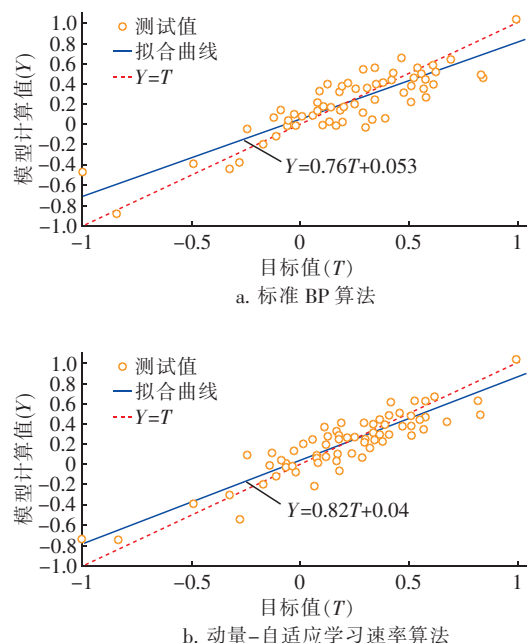 1.0
0.8
0.6
0.4
0.2
0
-0.2
-0.4
-0.6
-0.8
-1.0
模型计算值(Y)
测试值
拟合曲线
Y=T
Y=0.76T+0.053
-1
-0.5
0
0.5
1
目标值(T)
a. 标准 BP 算法
1.0
0.8
0.6
0.4
0.2
0
-0.2
-0.4
-0.6
-0.8
-1.0
模型计算值(Y)
测试值
拟合曲线
Y=T
Y=0.82T+0.04
-1
-0.5
0
0.5
1
目标值(T)
b. 动量-自适应学习速率算法